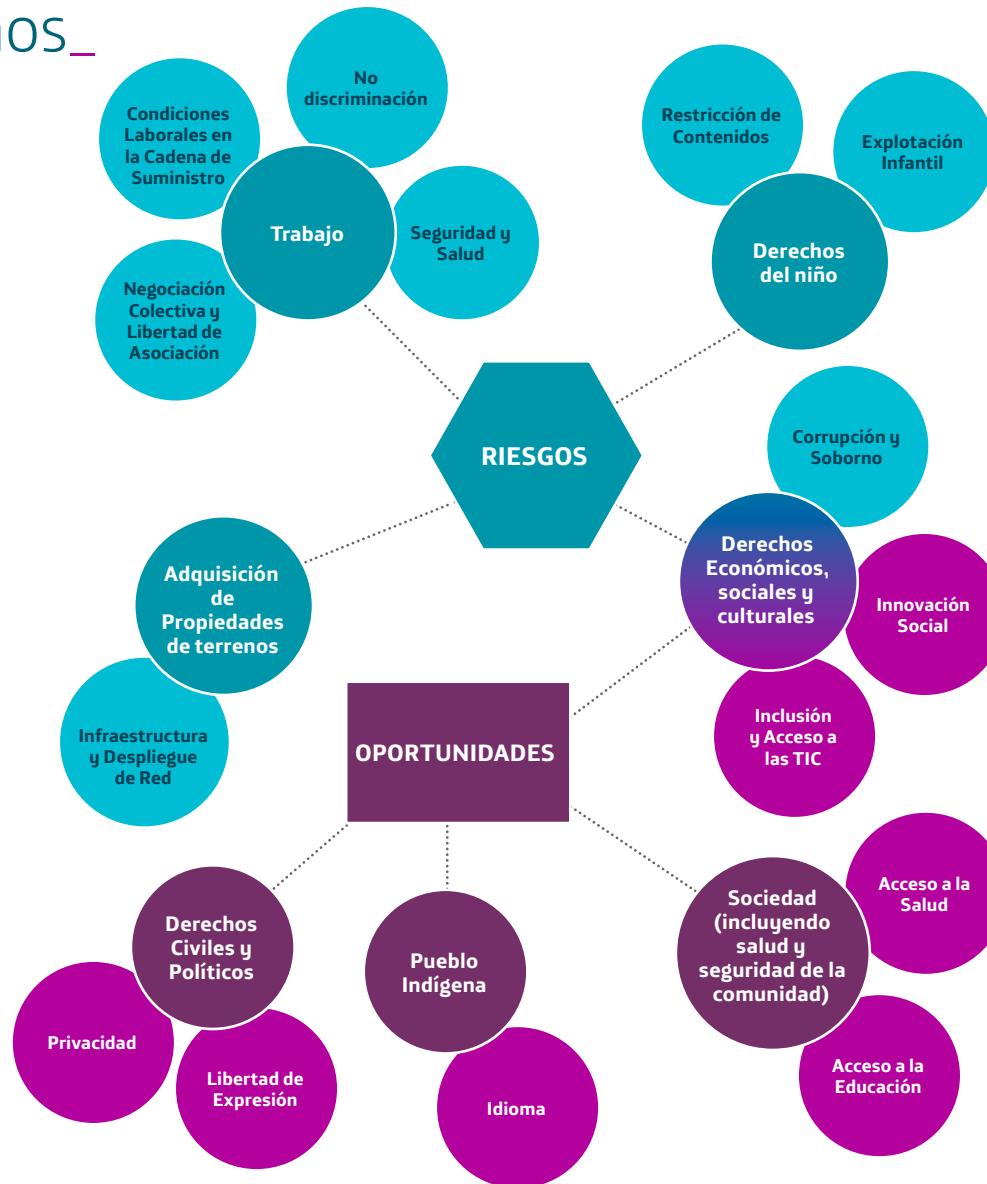 nos_
No
discriminación
Condiciones
Laborales en
la Cadena de
Suministro
Trabajo
Seguridad y
Salud
Negociación
Colectiva y
Libertad de
Asociación
Restricción de
Contenidos
Explotación
Infantil
Derechos
del niño
RIESGOS
Corrupción y
Soborno
Derechos
Económicos,
sociales y
culturales
Innovación
Social
Inclusión
y Acceso a
las TIC
Adquisición
de
Propiedades
de terrenos
Infraestructura
y Despliegue
de Red
OPORTUNIDADES
Derechos
Civiles y
Políticos
Privacidad
Libertad de
Expresión
Pueblo
Indígena
Idioma
Sociedad
(incluyendo
salud y
seguridad de la
comunidad)
Acceso a la
Salud
Acceso a la
Educación